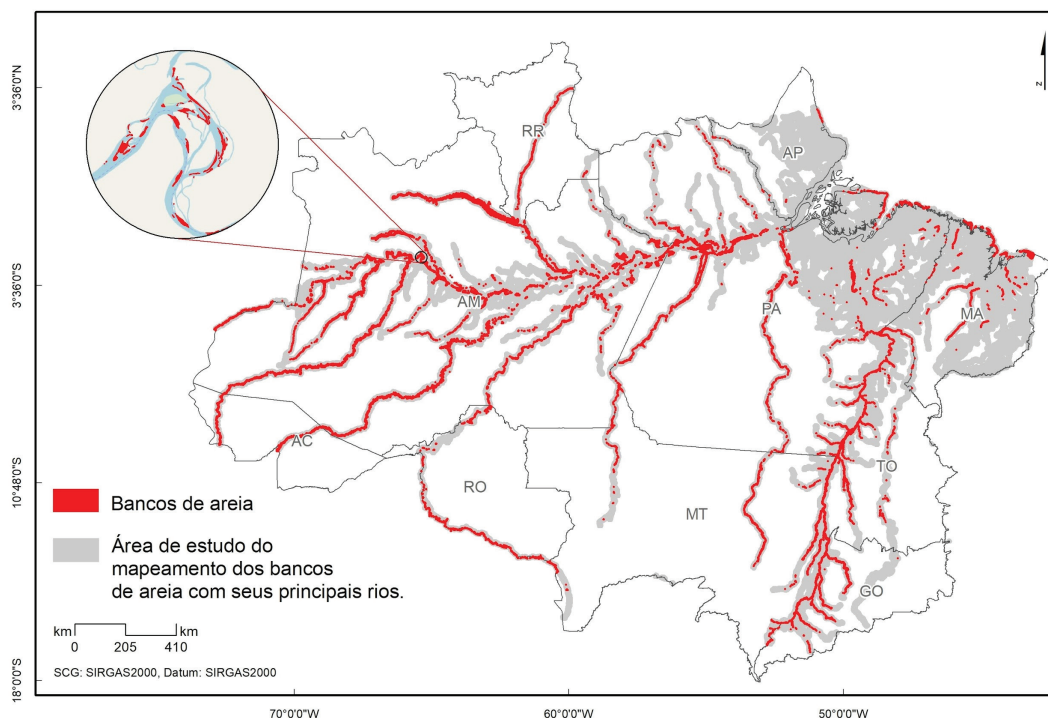 3°36'0"N
3°36'0"S
10°48'0"S
18°0'0"S
N
RR
AP
AM
PA
MA
AC
RO
TO
MT
GO
Bancos de areia
Área de estudo do
mapeamento dos bancos
de areia com seus principais rios.
km km
0 205 410
SCG: SIRGAS2000, Datum: SIRGAS2000
70°0'0"W 60°0'0"W 50°0'0"W